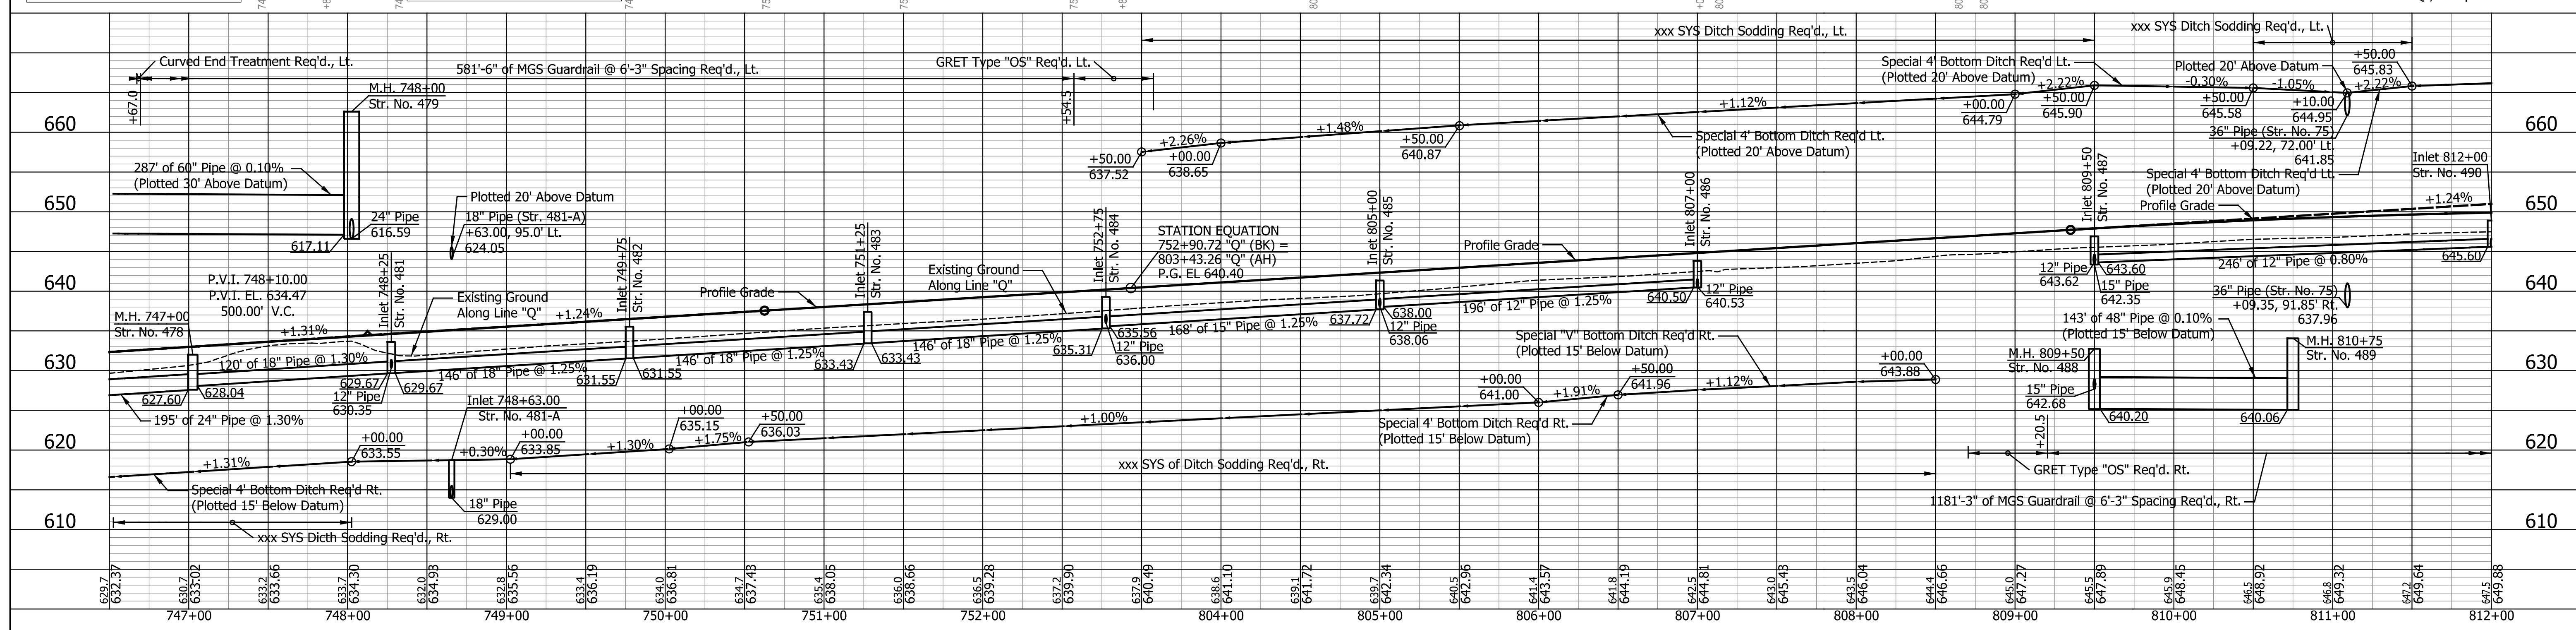 xxx SYS Ditch Sodding Req'd., Lt.
xxx SYS Ditch Sodding Req'd., Lt.
Curved End Treatment Req'd., Lt.
581'-6" of MGS Guardrail @ 6'-3" Spacing Req'd., Lt.
GRET Type "OS" Req'd. Lt.
+67.0
+54.5
M.H. 748+00
Str. No. 479
Special 4' Bottom Ditch Req'd Lt.
(Plotted 20' Above Datum)
+2.22%
+50.00
645.90
+00.00
644.79
-0.30%
-1.05%
+2.22%
Plotted 20' Above Datum
+50.00
645.83
+50.00
645.58
+10.00
644.95
36" Pipe (Str. No. 75)
+09.22, 72.00' Lt.
641.85
660
660
+1.12%
+1.48%
+2.26%
+50.00
637.52
+00.00
638.65
+50.00
640.87
Special 4' Bottom Ditch Req'd Lt.
(Plotted 20' Above Datum)
287' of 60" Pipe @ 0.10%
(Plotted 30' Above Datum)
Plotted 20' Above Datum
18" Pipe (Str. 481-A)
+63.00, 95.0' Lt.
624.05
24" Pipe
616.59
617.11
650
650
Inlet 812+00
Str. No. 490
Special 4' Bottom Ditch Req'd Lt.
(Plotted 20' Above Datum)
Profile Grade
+1.24%
Inlet 748+25
Str. No. 481
Inlet 749+75
Str. No. 482
Inlet 751+25
Str. No. 483
Inlet 752+75
Str. No. 484
Inlet 805+00
Str. No. 485
Inlet 807+00
Str. No. 486
Inlet 809+50
Str. No. 487
STATION EQUATION
752+90.72 "Q" (BK) =
803+43.26 "Q" (AH)
P.G. EL 640.40
Profile Grade
Existing Ground
Along Line "Q"
Profile Grade
P.V.I. 748+10.00
P.V.I. EL. 634.47
500.00' V.C.
Existing Ground
Along Line "Q"
+1.24%
+1.31%
640
640
M.H. 747+00
Str. No. 478
12" Pipe
643.62
643.60
15" Pipe
642.35
246' of 12" Pipe @ 0.80%
645.60
36" Pipe (Str. No. 75)
+09.35, 91.85' Rt.
637.96
143' of 48" Pipe @ 0.10%
(Plotted 15' Below Datum)
640.50
12" Pipe
640.53
196' of 12" Pipe @ 1.25%
637.72
638.00
12" Pipe
638.06
168' of 15" Pipe @ 1.25%
635.31
635.56
12" Pipe
636.00
146' of 18" Pipe @ 1.25%
633.43
633.43
146' of 18" Pipe @ 1.25%
631.55
631.55
146' of 18" Pipe @ 1.25%
629.67
629.67
12" Pipe
630.35
120' of 18" Pipe @ 1.30%
627.60
628.04
195' of 24" Pipe @ 1.30%
630
630
Special "V" Bottom Ditch Req'd Rt.
(Plotted 15' Below Datum)
+00.00
643.88
+50.00
641.96
+1.12%
+00.00
641.00
+1.91%
Special 4' Bottom Ditch Req'd Rt.
(Plotted 15' Below Datum)
M.H. 809+50
Str. No. 488
15" Pipe
642.68
640.20
640.06
M.H. 810+75
Str. No. 489
Inlet 748+63.00
Str. No. 481-A
+00.00
635.15
+50.00
636.03
+1.00%
+1.75%
+1.30%
+00.00
633.85
+0.30%
+00.00
633.55
+1.31%
620
620
+20.5
xxx SYS of Ditch Sodding Req'd., Rt.
GRET Type "OS" Req'd. Rt.
1181'-3" of MGS Guardrail @ 6'-3" Spacing Req'd., Rt.
Special 4' Bottom Ditch Req'd Rt.
(Plotted 15' Below Datum)
18" Pipe
629.00
610
610
xxx SYS Dicth Sodding Req'd., Rt.
629.7 632.37
630.7 633.02
633.2 633.66
633.7 634.30
632.0 634.93
632.8 635.56
633.4 636.19
634.0 636.81
634.7 637.43
635.4 638.05
636.0 638.66
636.5 639.28
637.2 639.90
637.9 640.49
638.6 641.10
639.1 641.72
639.7 642.34
640.5 642.96
641.4 643.57
641.8 644.19
642.5 644.81
643.0 645.43
643.5 646.04
644.4 646.66
645.0 647.27
645.5 647.89
645.9 648.45
646.5 648.92
646.8 649.32
647.2 649.64
647.5 649.88
747+00
748+00
749+00
750+00
751+00
752+00
804+00
805+00
806+00
807+00
808+00
809+00
810+00
811+00
812+00